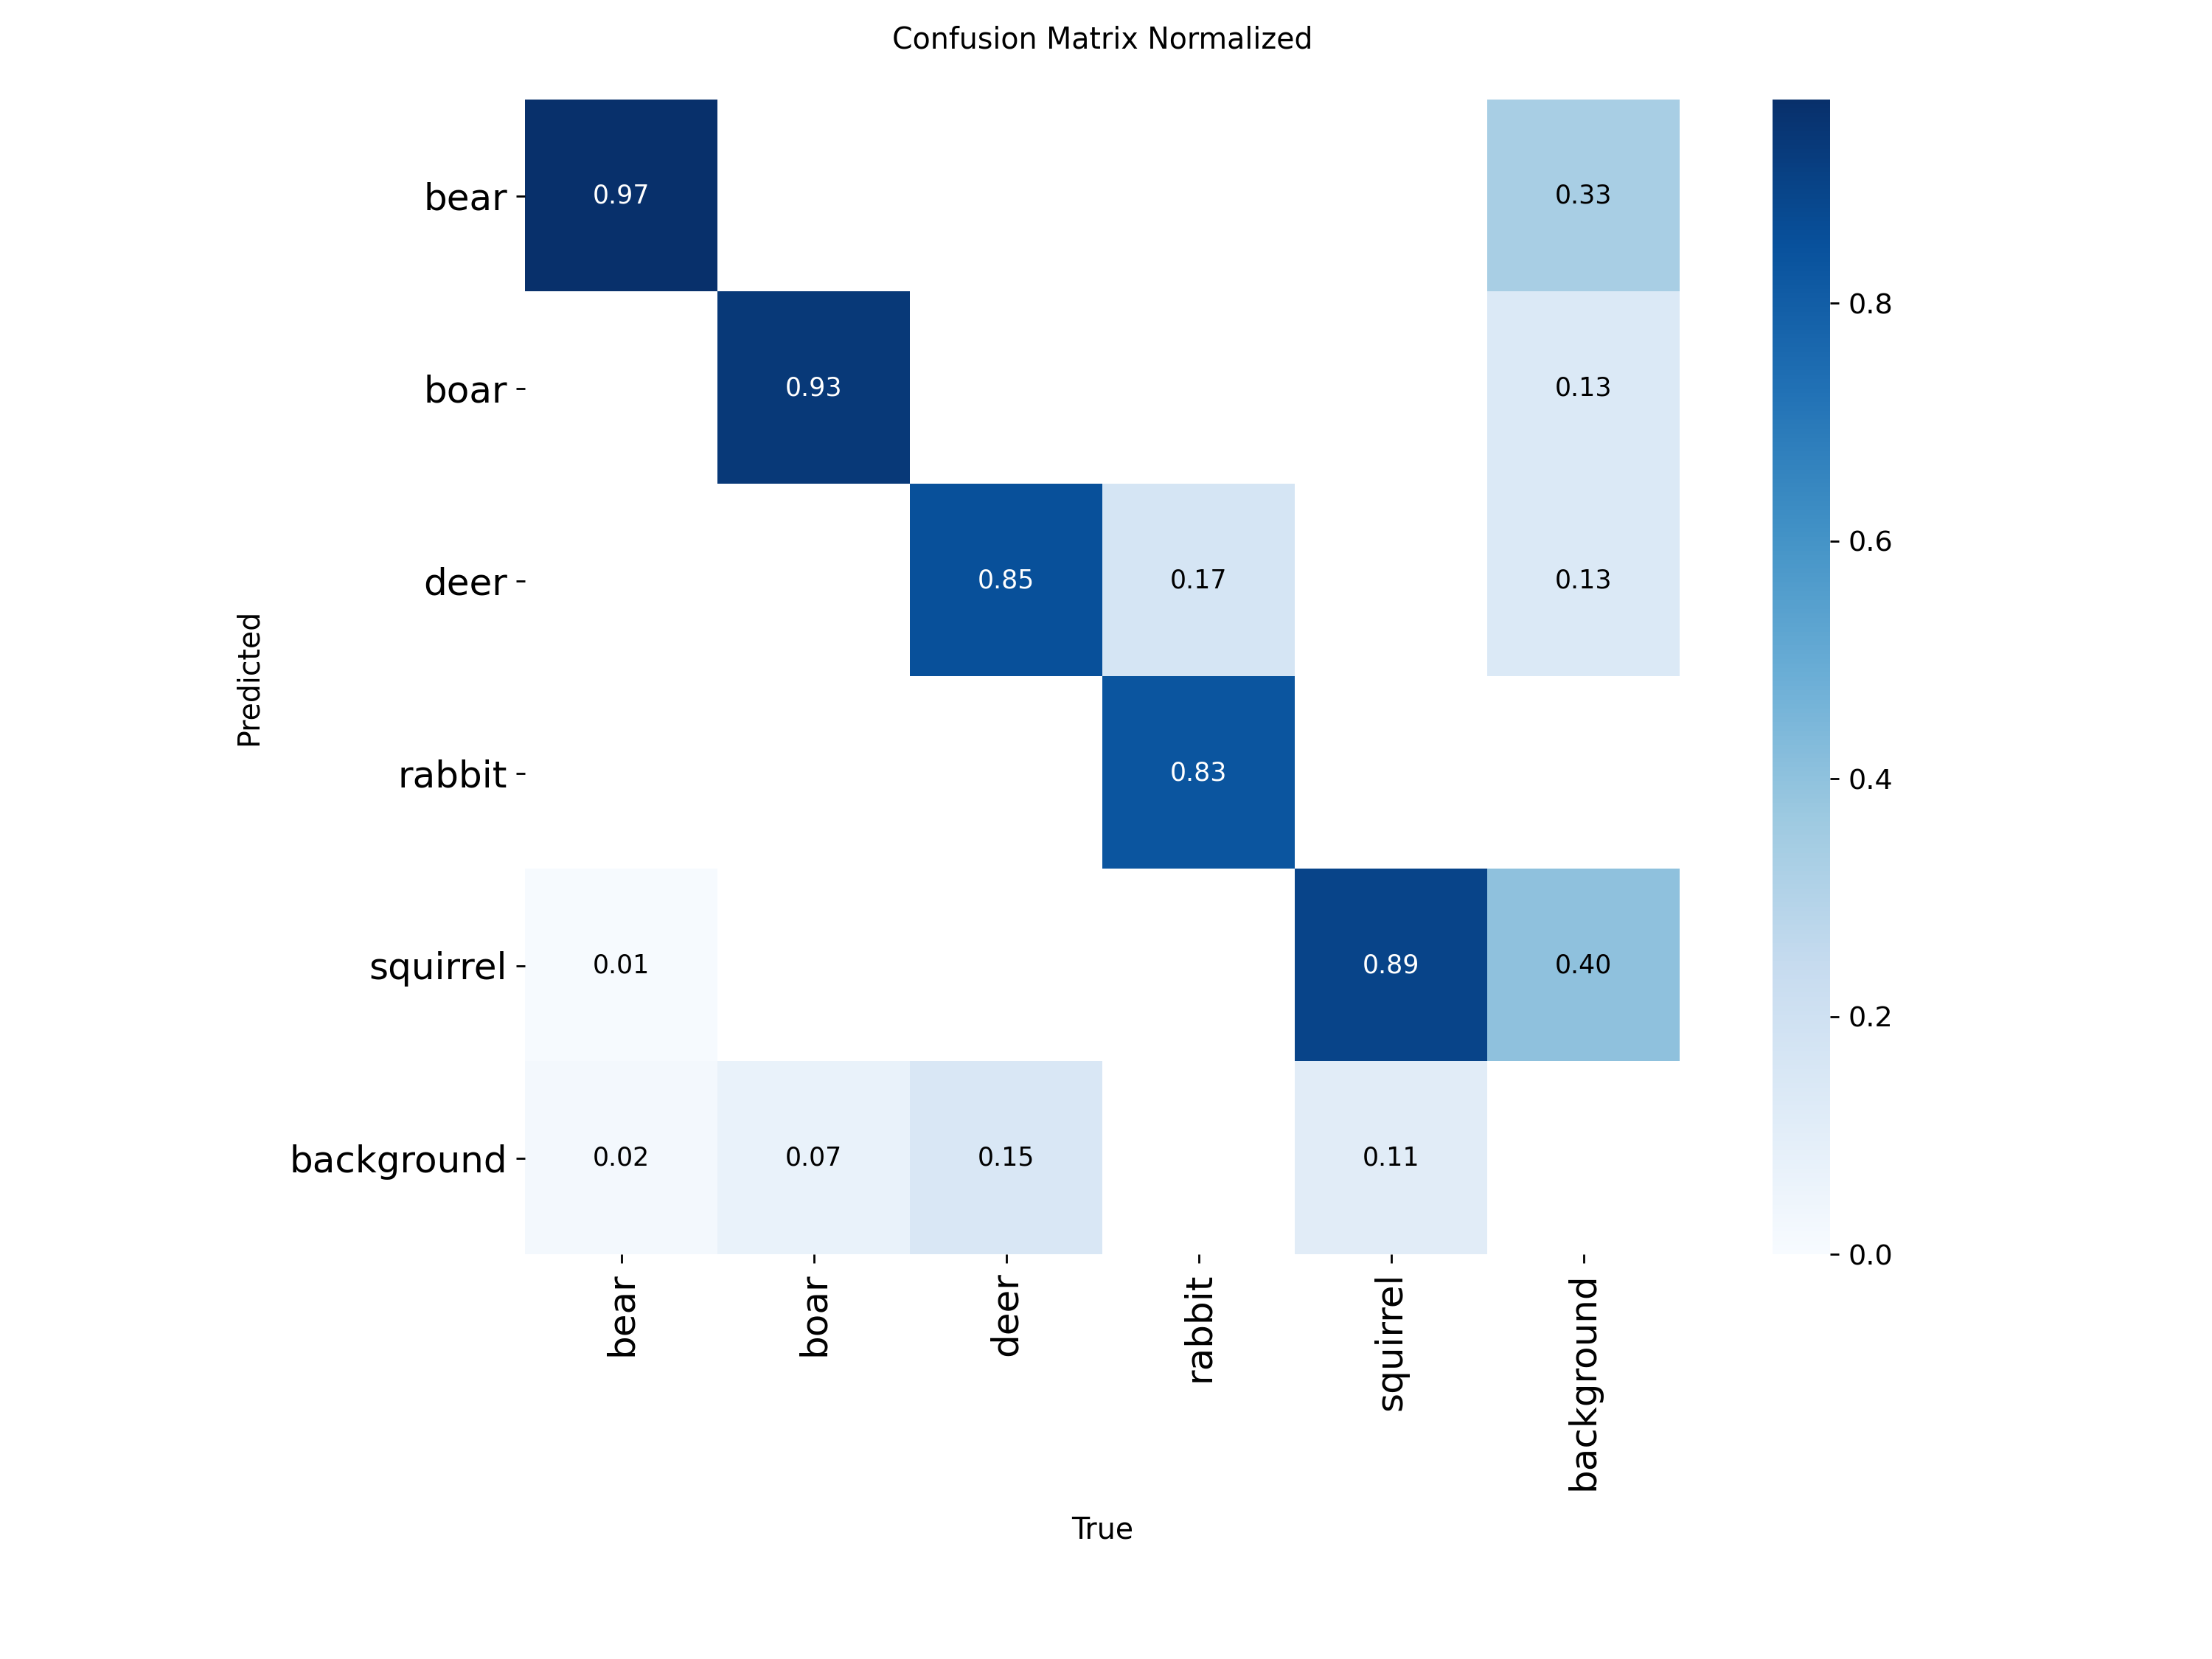 Confusion Matrix Normalized
bear
0.97
0.33
boar
0.93
0.13
0.8
deer
0.85
0.17
0.13
0.6
Predicted
rabbit
0.83
0.4
squirrel
0.01
0.89
0.40
0.2
background
0.02
0.07
0.15
0.11
0.0
bear
boar
deer
rabbit
squirrel
background
True